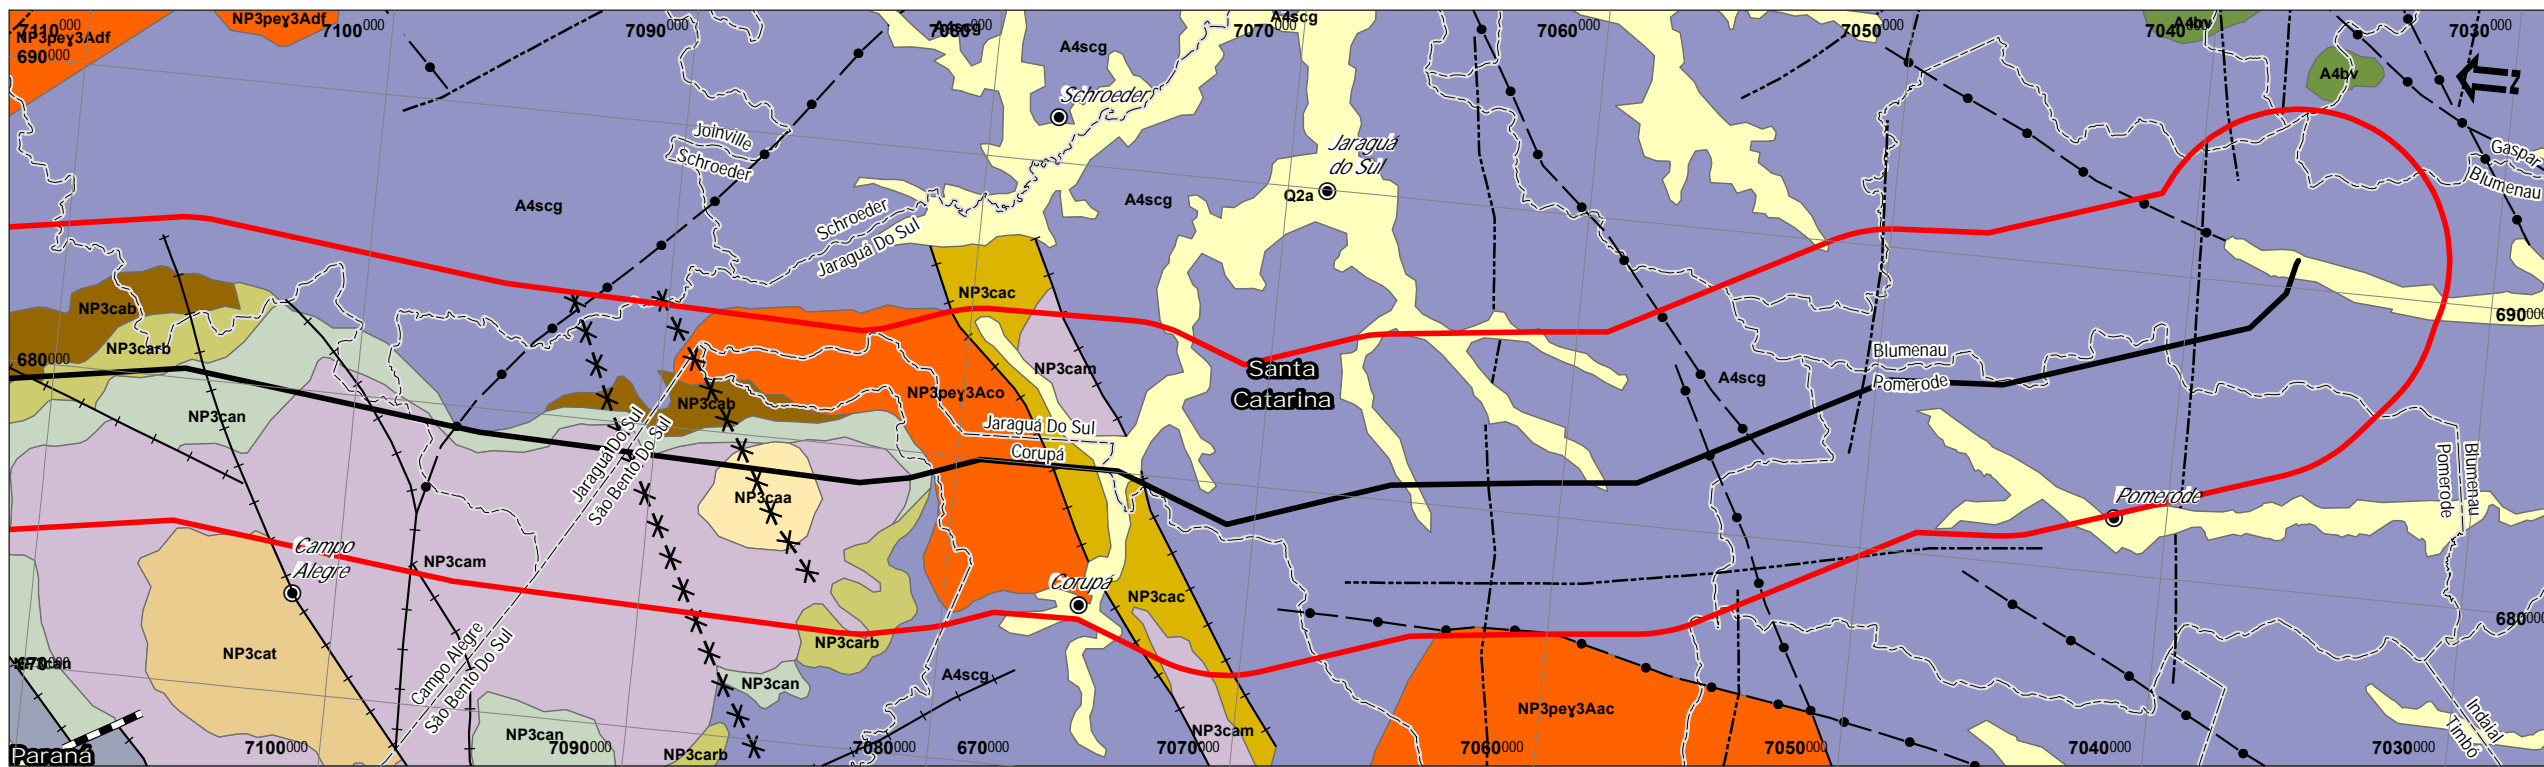 NP3peγ3Adf
7110000
NP3peγ3Adf
690000
7100000
7090000
7080000
A4scg
A4scg
7070000
A4scg
7060000
7050000
A4bv
7040000
7030000
A4bv
Schroeder
Joinville
Schroeder
Jaraguá
do Sul
Q2a
Gaspar
Blumenau
A4scg
A4scg
Schroeder
Jaraguá Do Sul
NP3cab
NP3carb
680000
NP3cac
NP3cam
690000
Santa
Catarina
A4scg
Blumenau
Pomerode
NP3can
NP3cab
NP3peγ3Aco
Jaraguá Do Sul
Corupá
Jaraguá Do Sul
São Bento Do Sul
NP3caa
Pomerode
Blumenau
Pomerode
Campo
Alegre
NP3cam
Corupá
NP3cac
680000
NP3carb
NP3cat
NP3can
670000
Campo Alegre
São Bento Do Sul
A4scg
NP3can
NP3peγ3Aac
NP3can
NP3cam
NP3carb
Paraná
7100000
7090000
7080000
670000
7070000
7060000
7050000
7040000
7030000
Indaial
Timbó